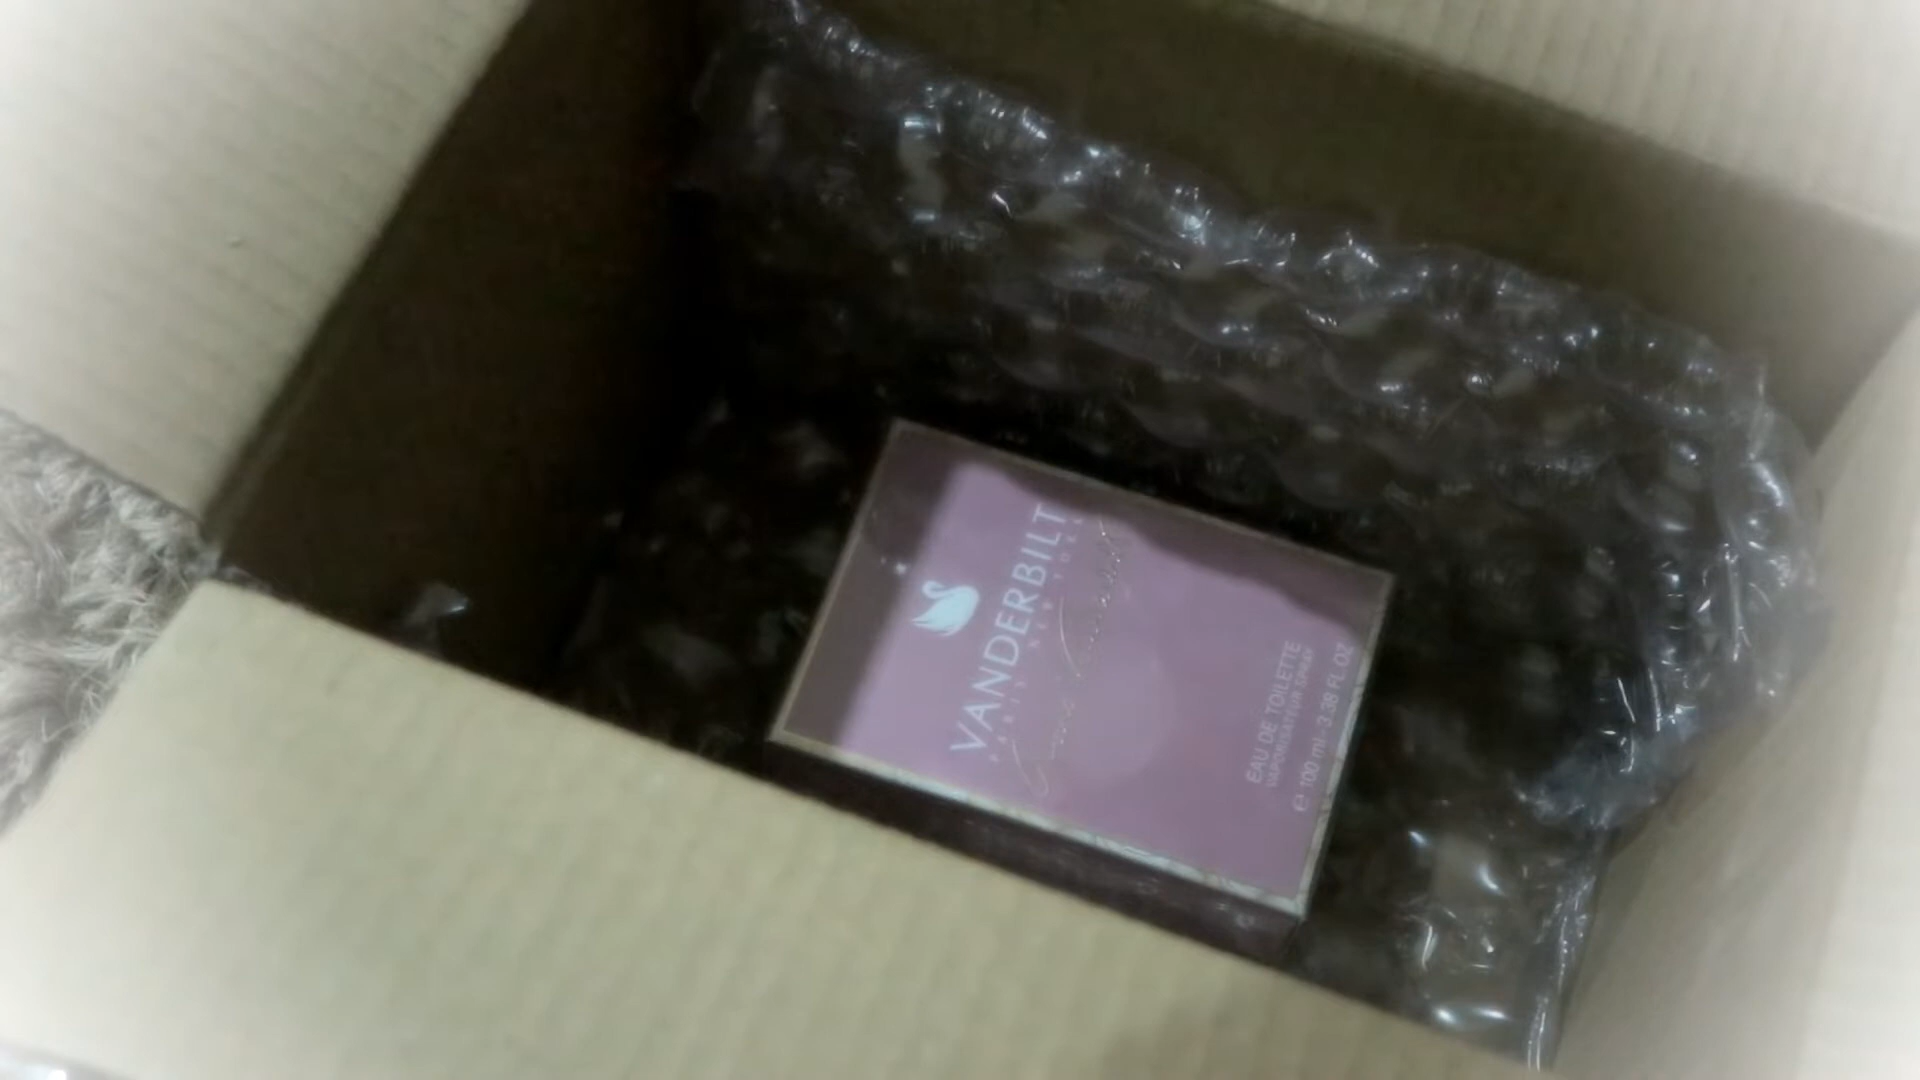 VANDERBILT
PARIS NEW YORK
EAU DE TOILETTE
VAPORISATEUR SPRAY
e 100 ml - 3.38 FL.OZ